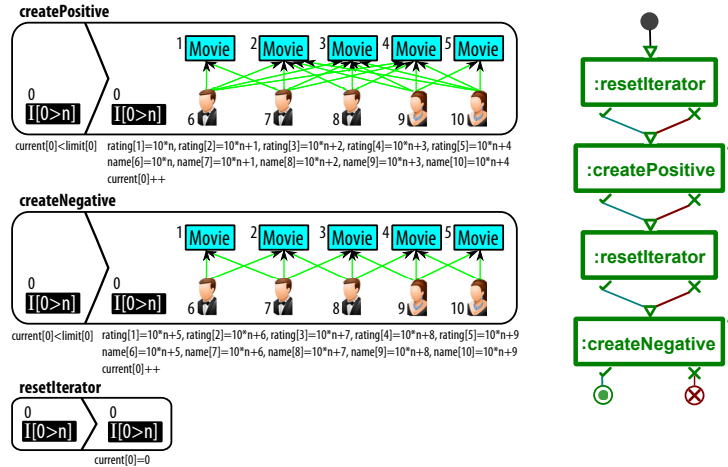 createPositive
1 Movie 2 Movie 3 Movie 4 Movie 5 Movie
0 0
I[0>n] I[0>n] 6 7 8 9 10
current[0]<limit[0] rating[1]=10*n, rating[2]=10*n+1, rating[3]=10*n+2, rating[4]=10*n+3, rating[5]=10*n+4
name[6]=10*n, name[7]=10*n+1, name[8]=10*n+2, name[9]=10*n+3, name[10]=10*n+4
current[0]++
createNegative
1 Movie 2 Movie 3 Movie 4 Movie 5 Movie
0 0
I[0>n] I[0>n] 6 7 8 9 10
current[0]<limit[0] rating[1]=10*n+5, rating[2]=10*n+6, rating[3]=10*n+7, rating[4]=10*n+8, rating[5]=10*n+9
name[6]=10*n+5, name[7]=10*n+6, name[8]=10*n+7, name[9]=10*n+8, name[10]=10*n+9
current[0]++
resetIterator
0 0
I[0>n] I[0>n]
current[0]=0
:resetIterator
:createPositive
:resetIterator
:createNegative